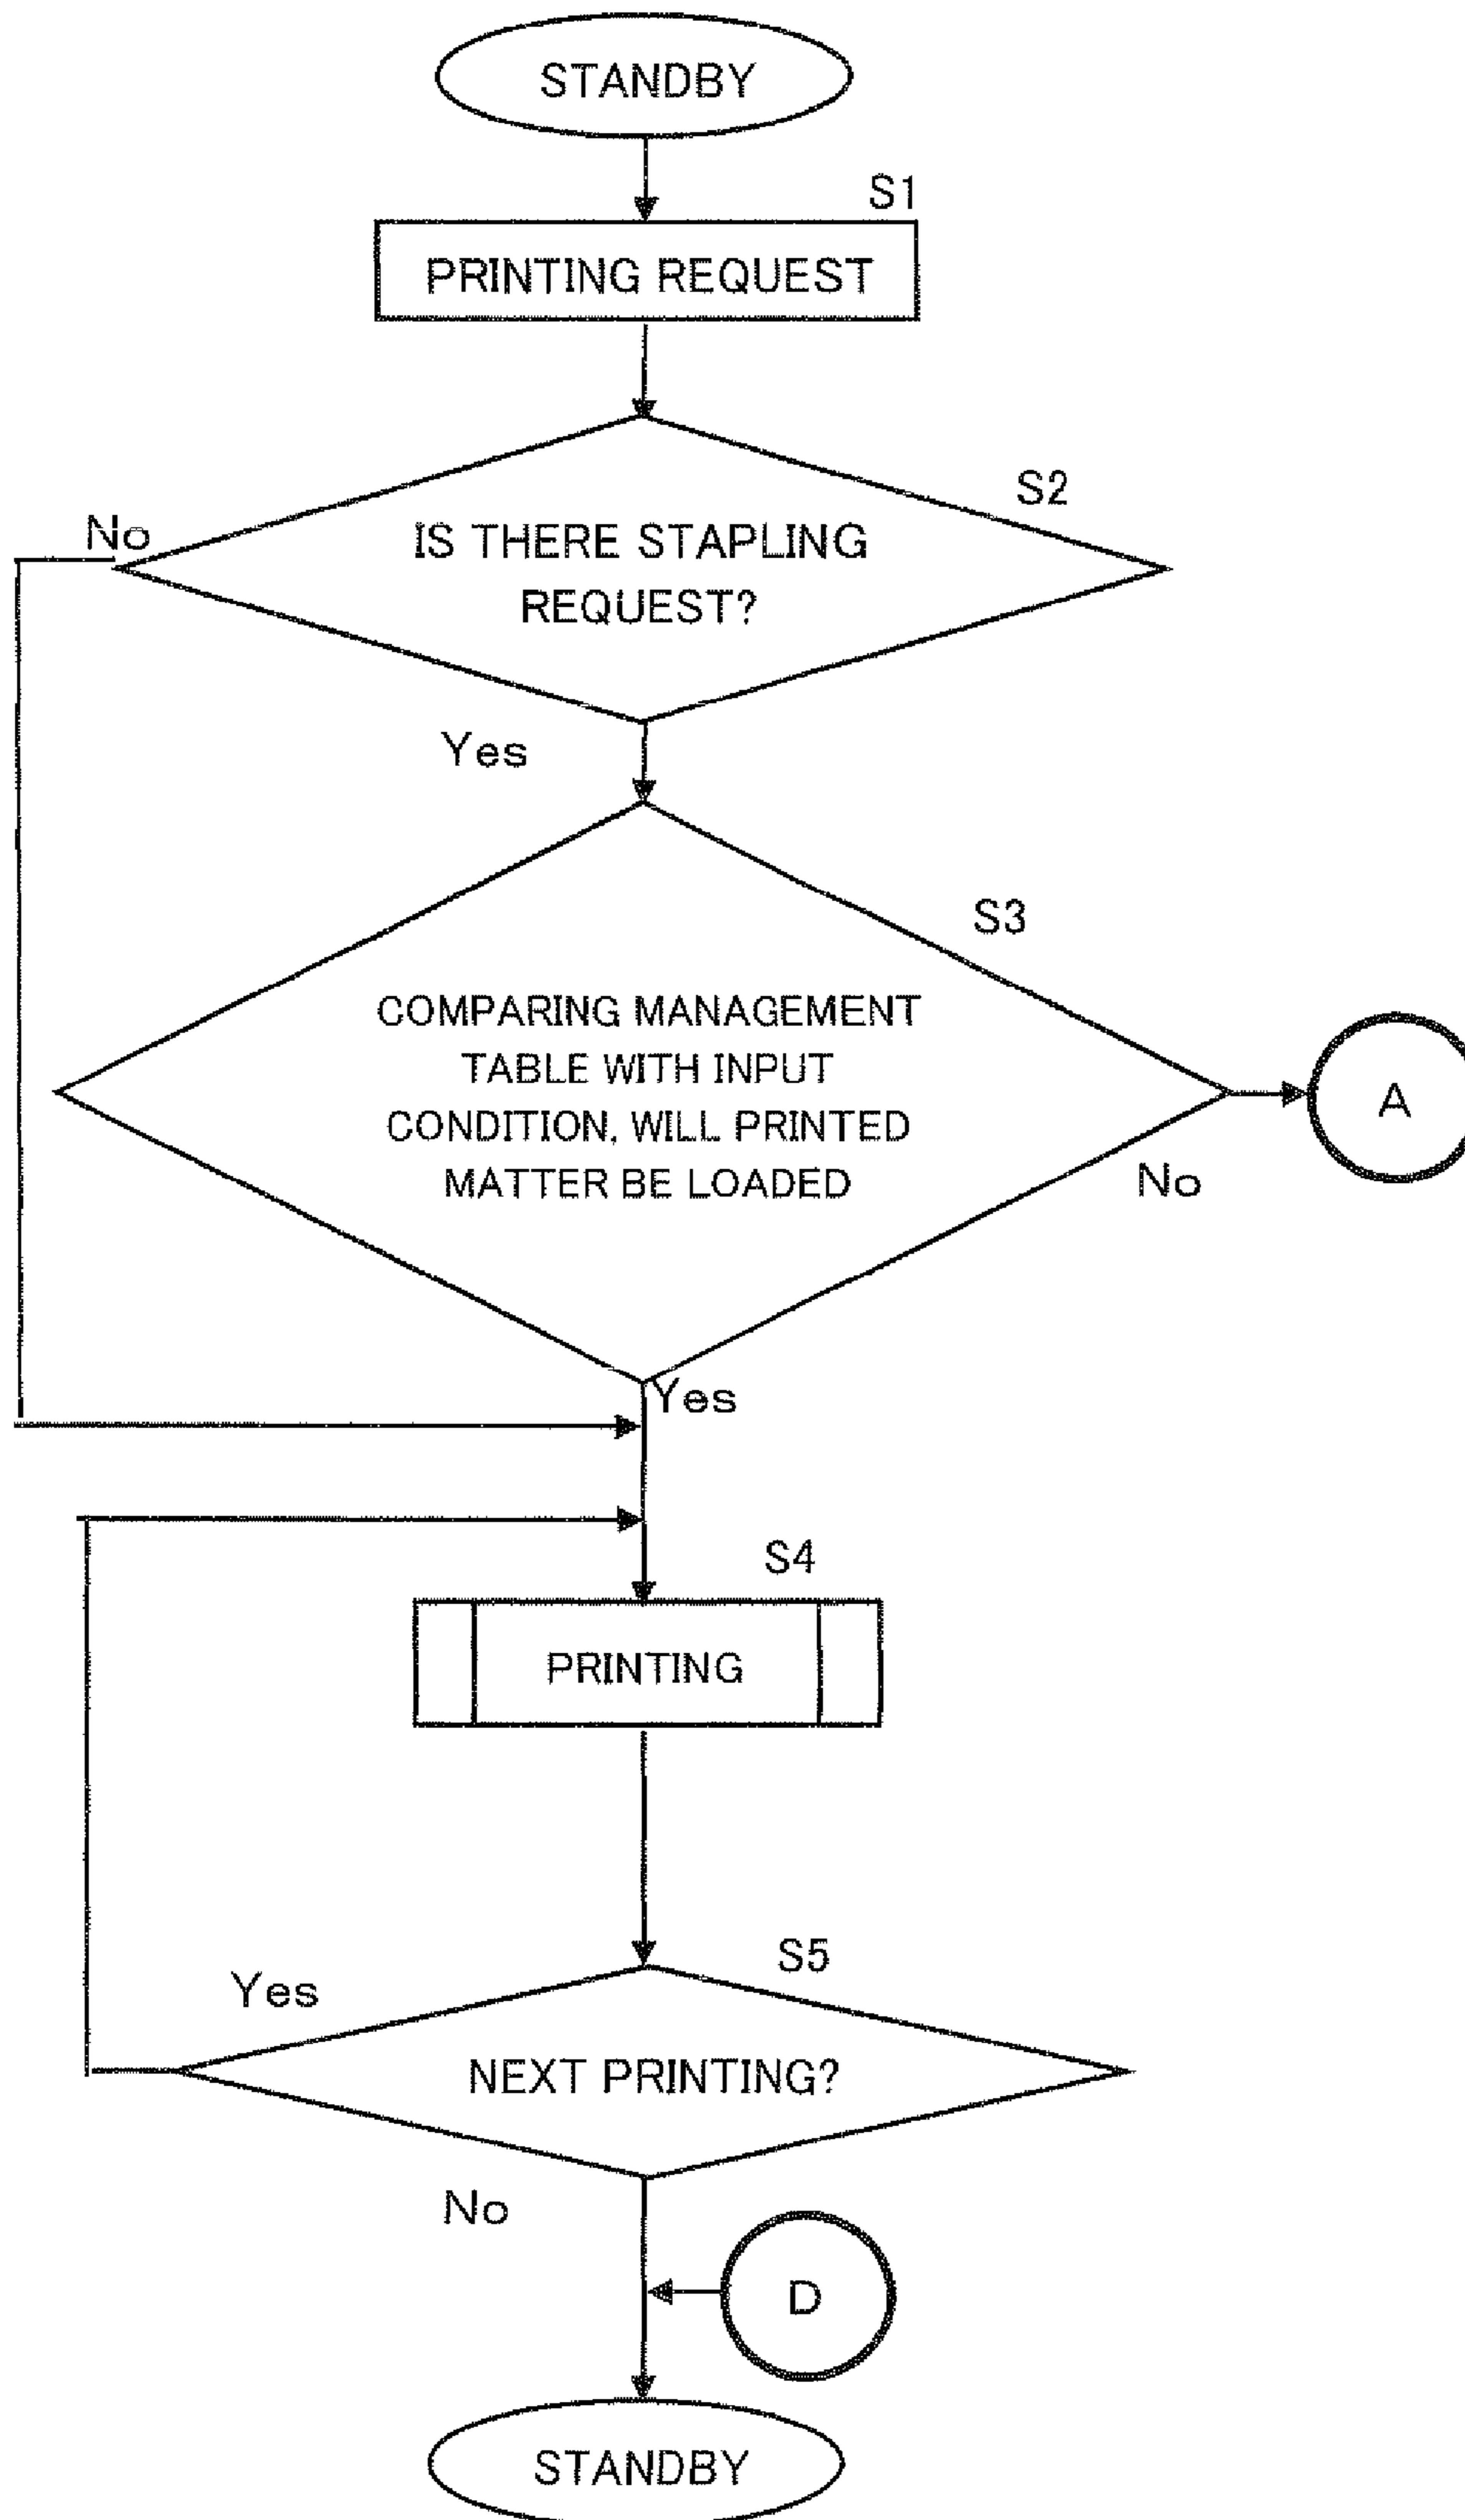 STANDBY
S1
PRINTING REQUEST
S2
No
IS THERE STAPLING
REQUEST?
Yes
S3
COMPARING MANAGEMENT
TABLE WITH INPUT
CONDITION, WILL PRINTED
MATTER BE LOADED
A
No
Yes
S4
PRINTING
S5
Yes
NEXT PRINTING?
No
D
STANDBY